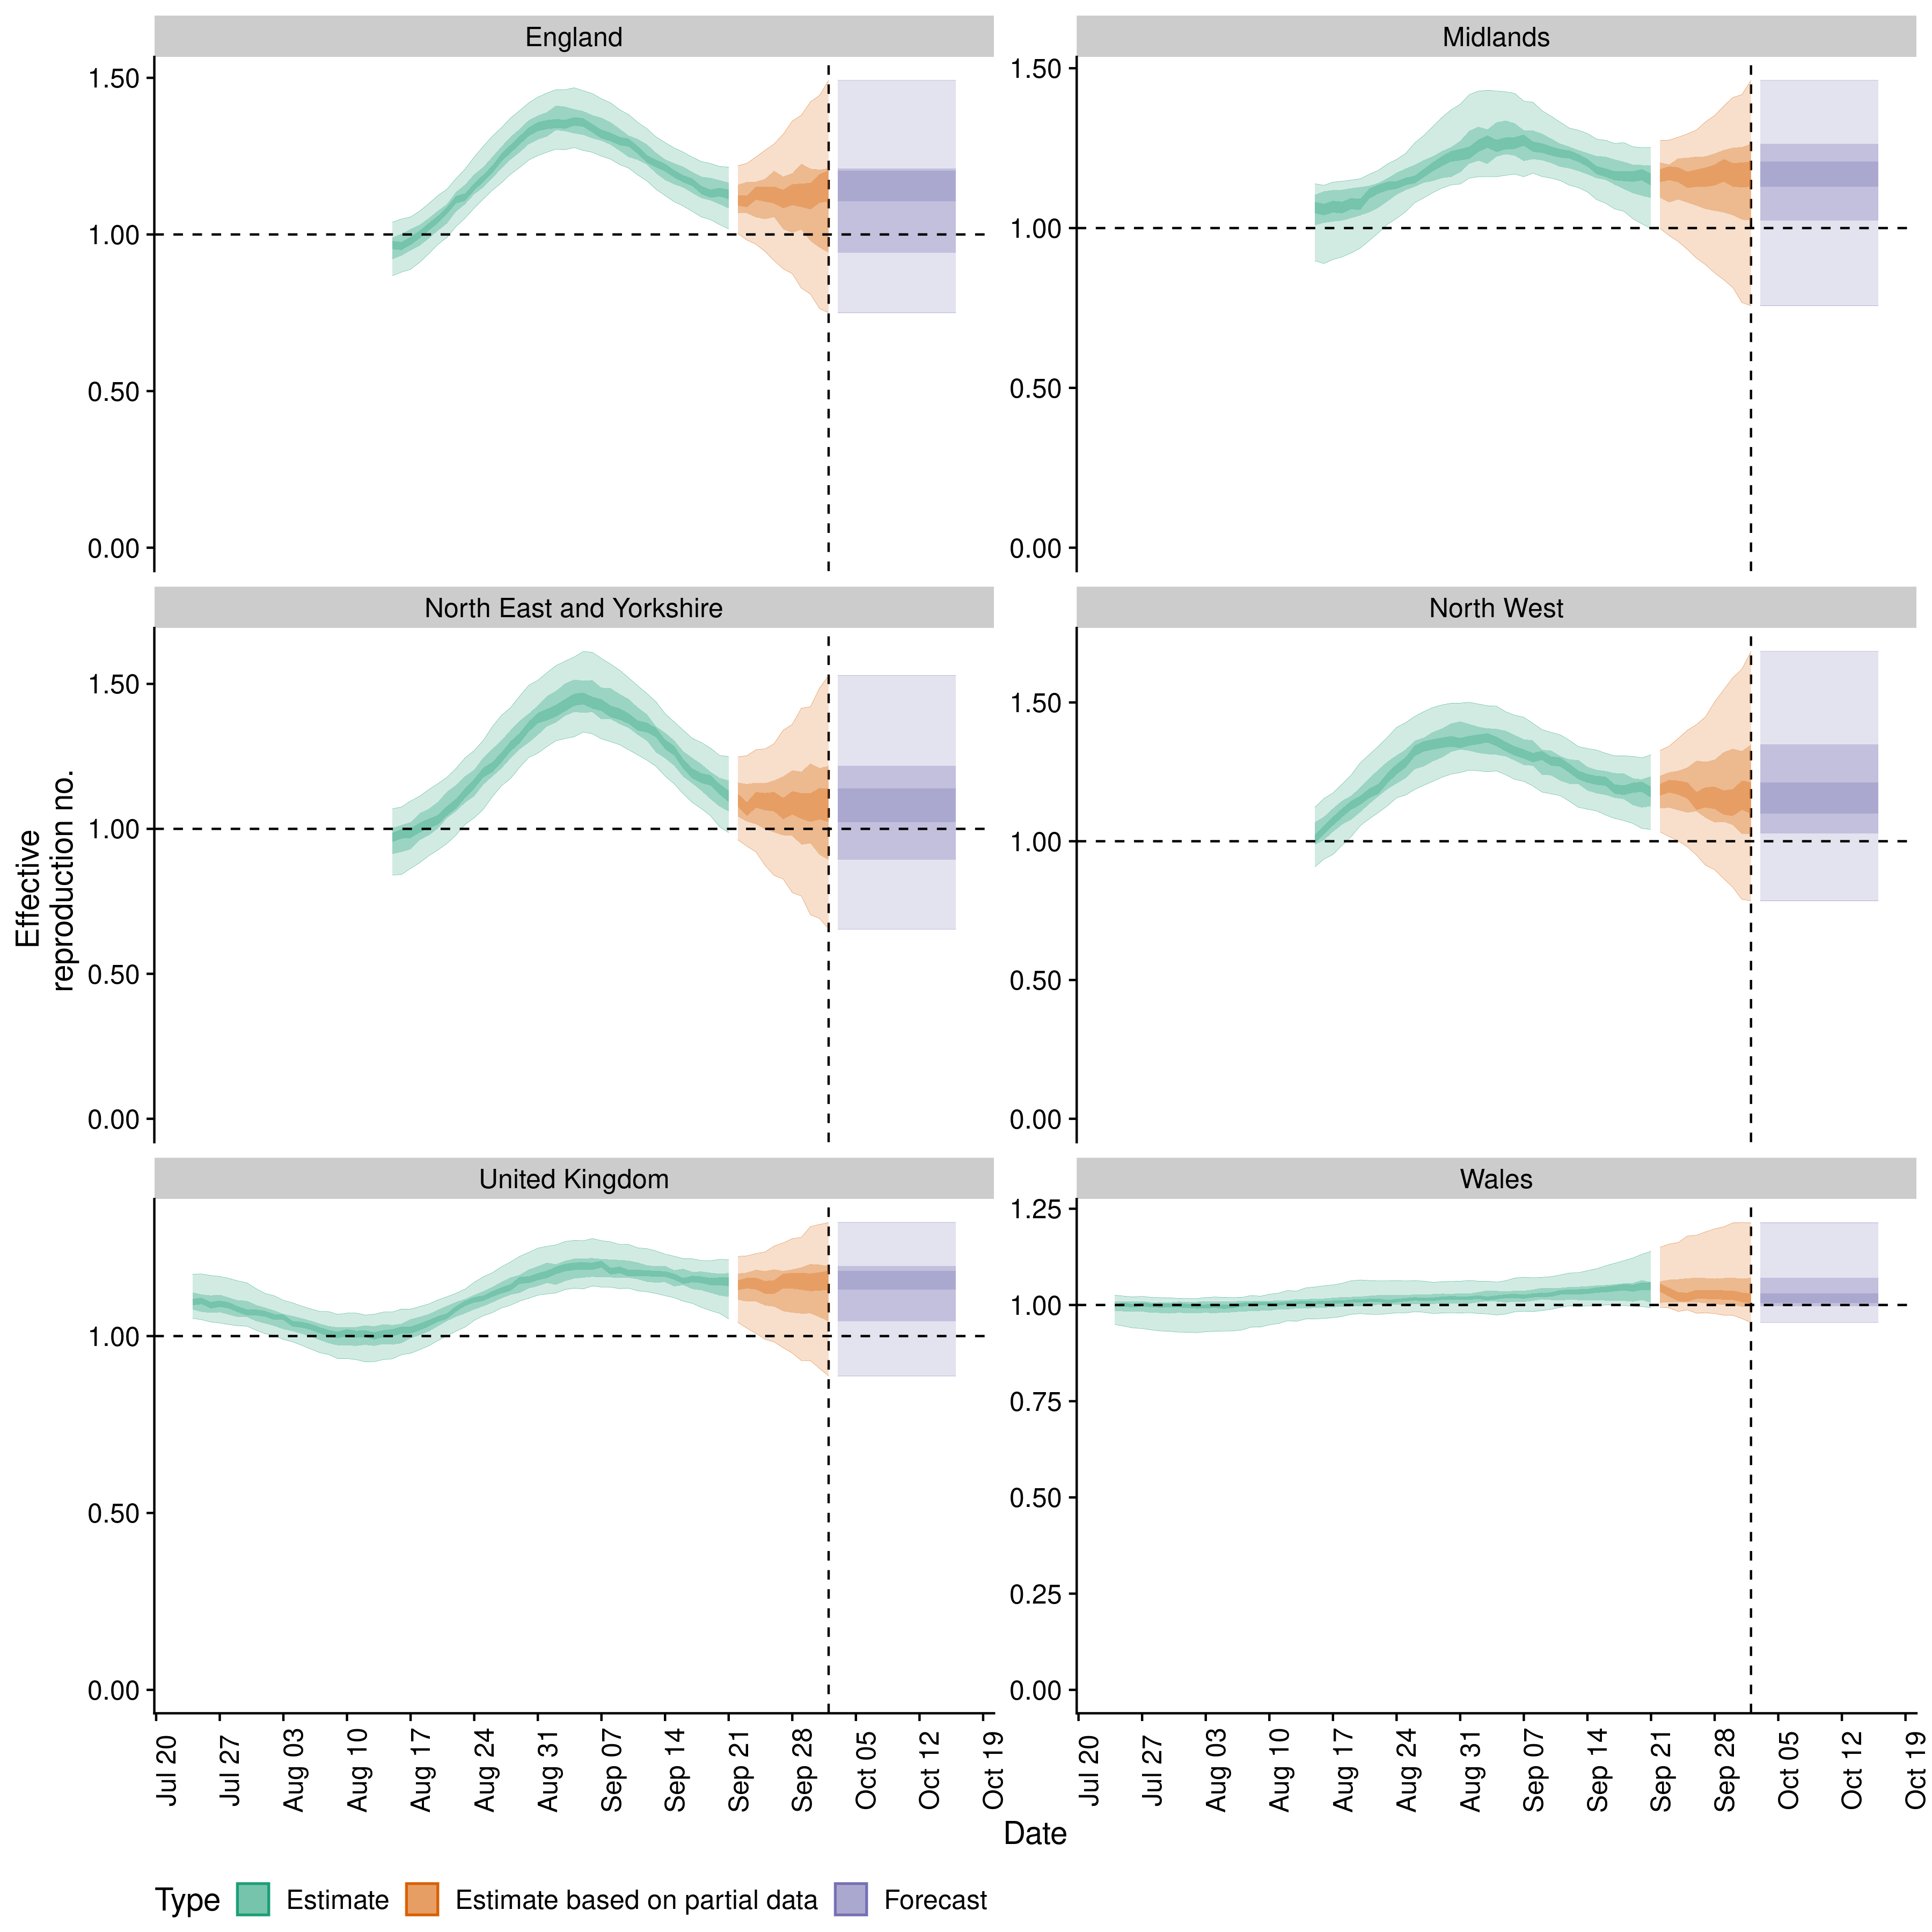 England
Midlands
1.50
1.00
0.50
0.00
1.50
1.00
0.50
0.00
North East and Yorkshire
North West
1.50
1.00
0.50
0.00
1.50
1.00
0.50
0.00
Effective
reproduction no.
United Kingdom
Wales
1.00
0.50
0.00
1.25
1.00
0.75
0.50
0.25
0.00
Jul 20
Jul 27
Aug 03
Aug 10
Aug 17
Aug 24
Aug 31
Sep 07
Sep 14
Sep 21
Sep 28
Oct 05
Oct 12
Oct 19
Jul 20
Jul 27
Aug 03
Aug 10
Aug 17
Aug 24
Aug 31
Sep 07
Sep 14
Sep 21
Sep 28
Oct 05
Oct 12
Oct 19
Date
Type Estimate Estimate based on partial data Forecast